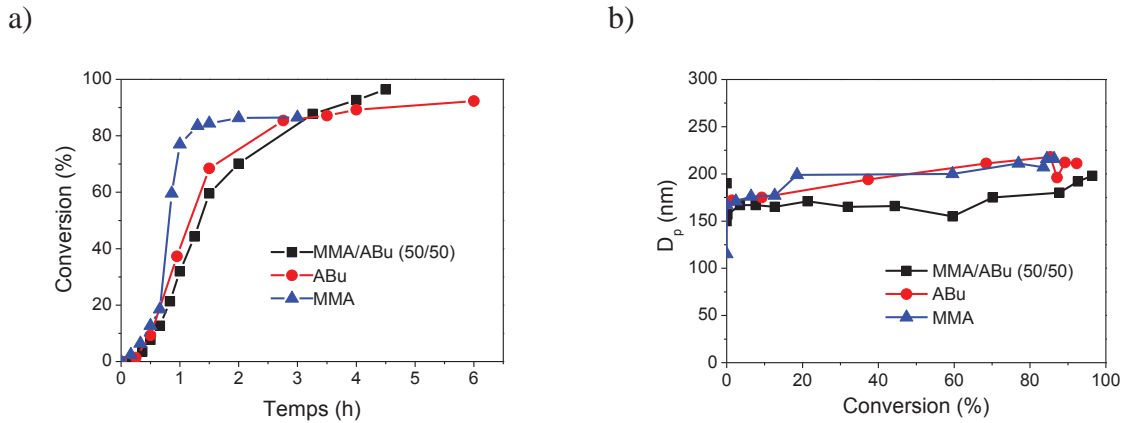 a)
b)
100
80
60
40
20
0
Conversion (%)
0 1 2 3 4 5 6
Temps (h)
MMA/ABu (50/50)
ABu
MMA
300
250
200
150
100
50
0
D_p (nm)
0 20 40 60 80 100
Conversion (%)
MMA/ABu (50/50)
ABu
MMA